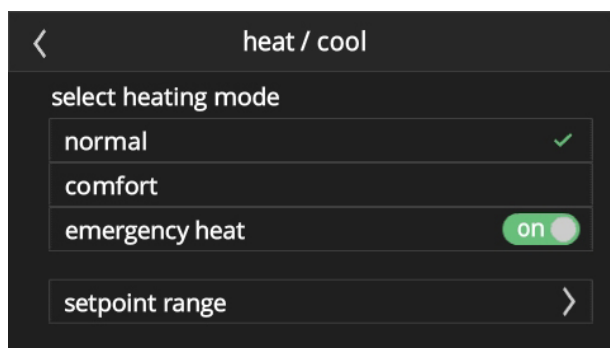 heat / cool
select heating mode
normal
comfort
emergency heat on
setpoint range